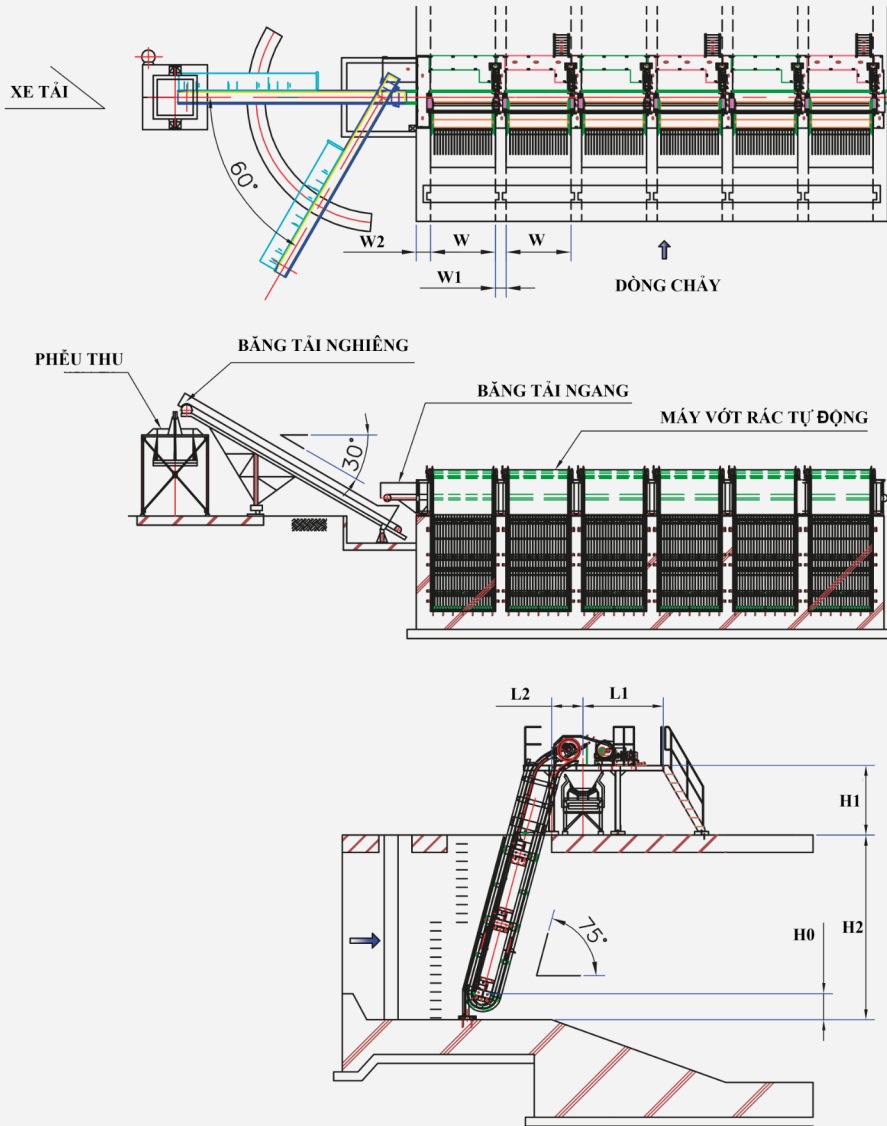 XE TẢI
60°
W2
W
W
W1
DÒNG CHẢY
BĂNG TẢI NGHIÊNG
PHỄU THU
BĂNG TẢI NGANG
MÁY VỚT RÁC TỰ ĐỘNG
30°
L2
L1
H1
75°
H0
H2